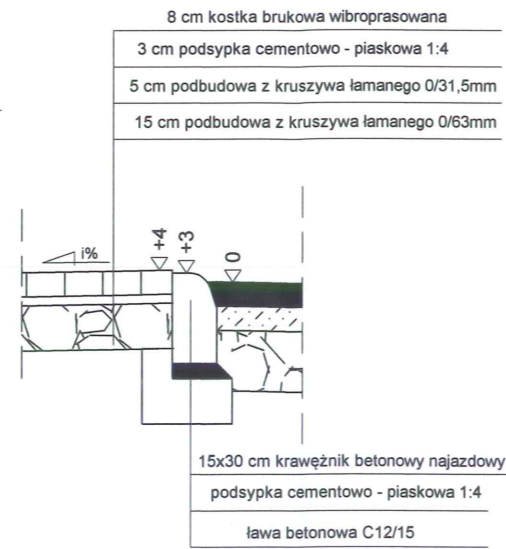 8 cm kostka brukowa wibroprasowana
3 cm podsypka cementowo - piaskowa 1:4
5 cm podbudowa z kruszywa łamanego 0/31,5mm
15 cm podbudowa z kruszywa łamanego 0/63mm
i%
+4
+3
0
15x30 cm krawężnik betonowy najazdowy
podsypka cementowo - piaskowa 1:4
ława betonowa C12/15